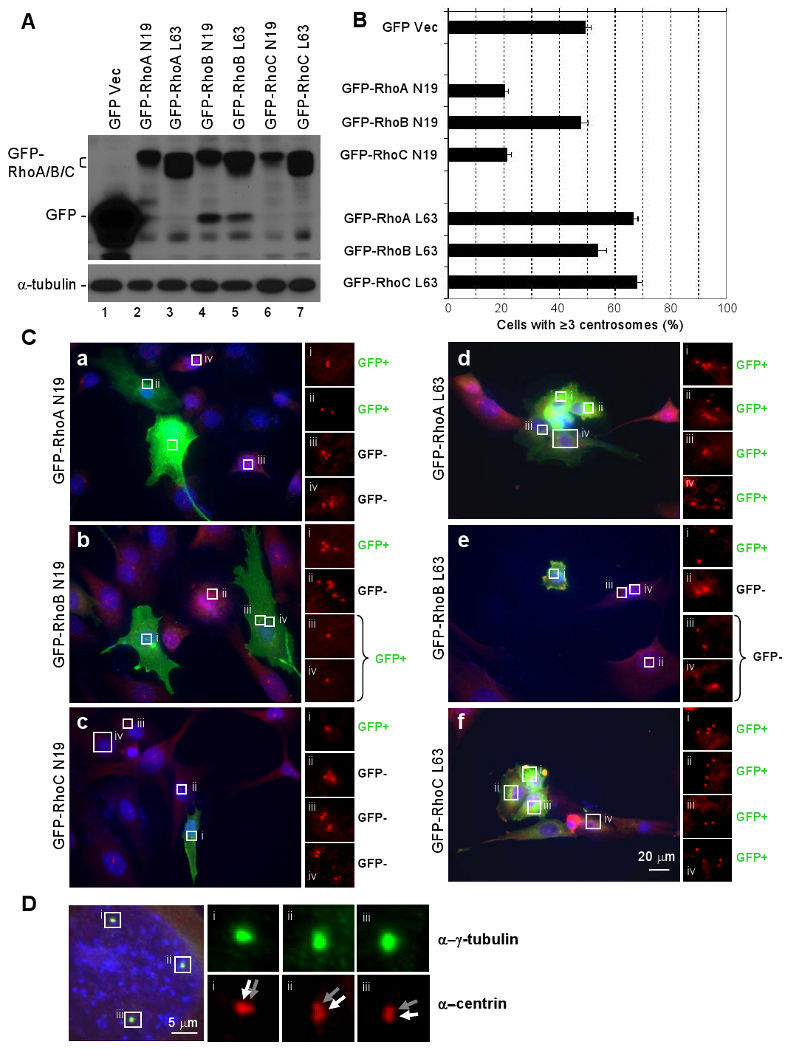 A
GFP Vec
GFP-RhoA N19
GFP-RhoA L63
GFP-RhoB N19
GFP-RhoB L63
GFP-RhoC N19
GFP-RhoC L63
GFP-
RhoA/B/C
GFP
α-tubulin
1 2 3 4 5 6 7
B
GFP Vec
GFP-RhoA N19
GFP-RhoB N19
GFP-RhoC N19
GFP-RhoA L63
GFP-RhoB L63
GFP-RhoC L63
0 20 40 60 80 100
Cells with ≥3 centrosomes (%)
C
GFP-RhoA N19
a
ii
iv
iii
i GFP+
ii GFP+
iii GFP-
iv GFP-
GFP-RhoB N19
b
i
ii
iii
iv
i GFP+
ii GFP-
iii
iv
GFP+
GFP-RhoC N19
c
iii
iv
ii
i
i GFP+
ii GFP-
iii GFP-
iv GFP-
GFP-RhoA L63
d
i
ii
iii
iv
i GFP+
ii GFP+
iii GFP+
iv GFP+
GFP-RhoB L63
e
i
iii
iv
ii
i GFP+
ii GFP-
iii
iv
GFP-
GFP-RhoC L63
f
i
ii
iii
iv
20 µm
i GFP+
ii GFP+
iii GFP+
iv GFP+
D
i
ii
iii
5 µm
i
ii
iii
α–γ-tubulin
i
ii
iii
α–centrin